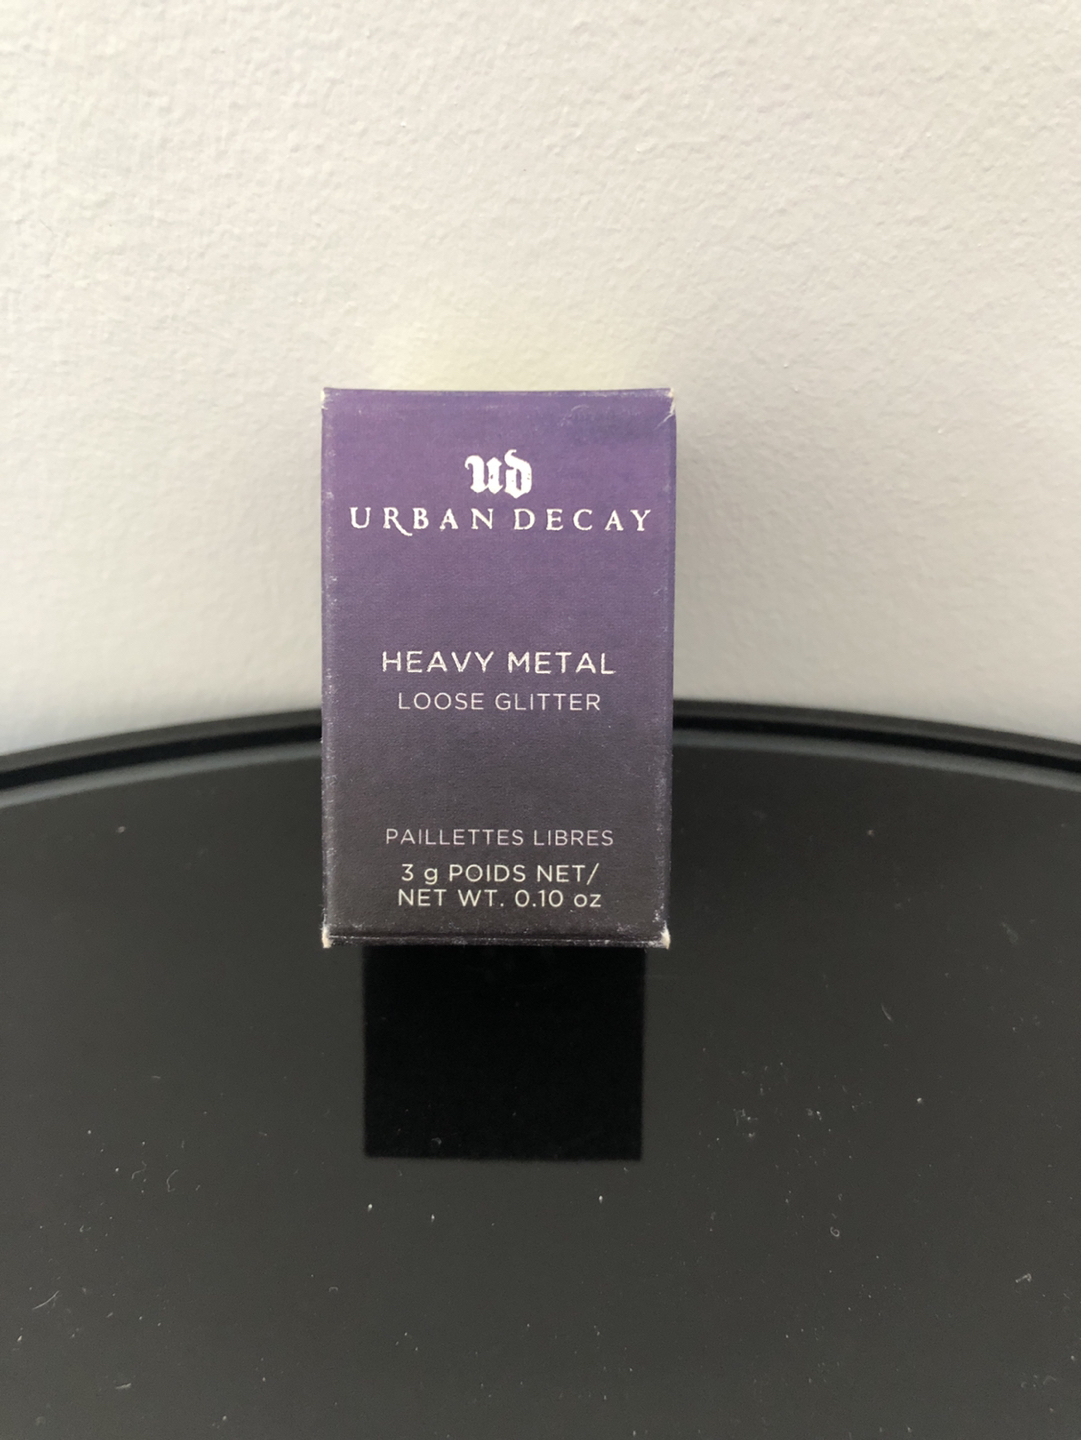 ud
URBAN DECAY
HEAVY METAL
LOOSE GLITTER
PAILLETTES LIBRES
3 g POIDS NET/
NET WT. 0.10 oz